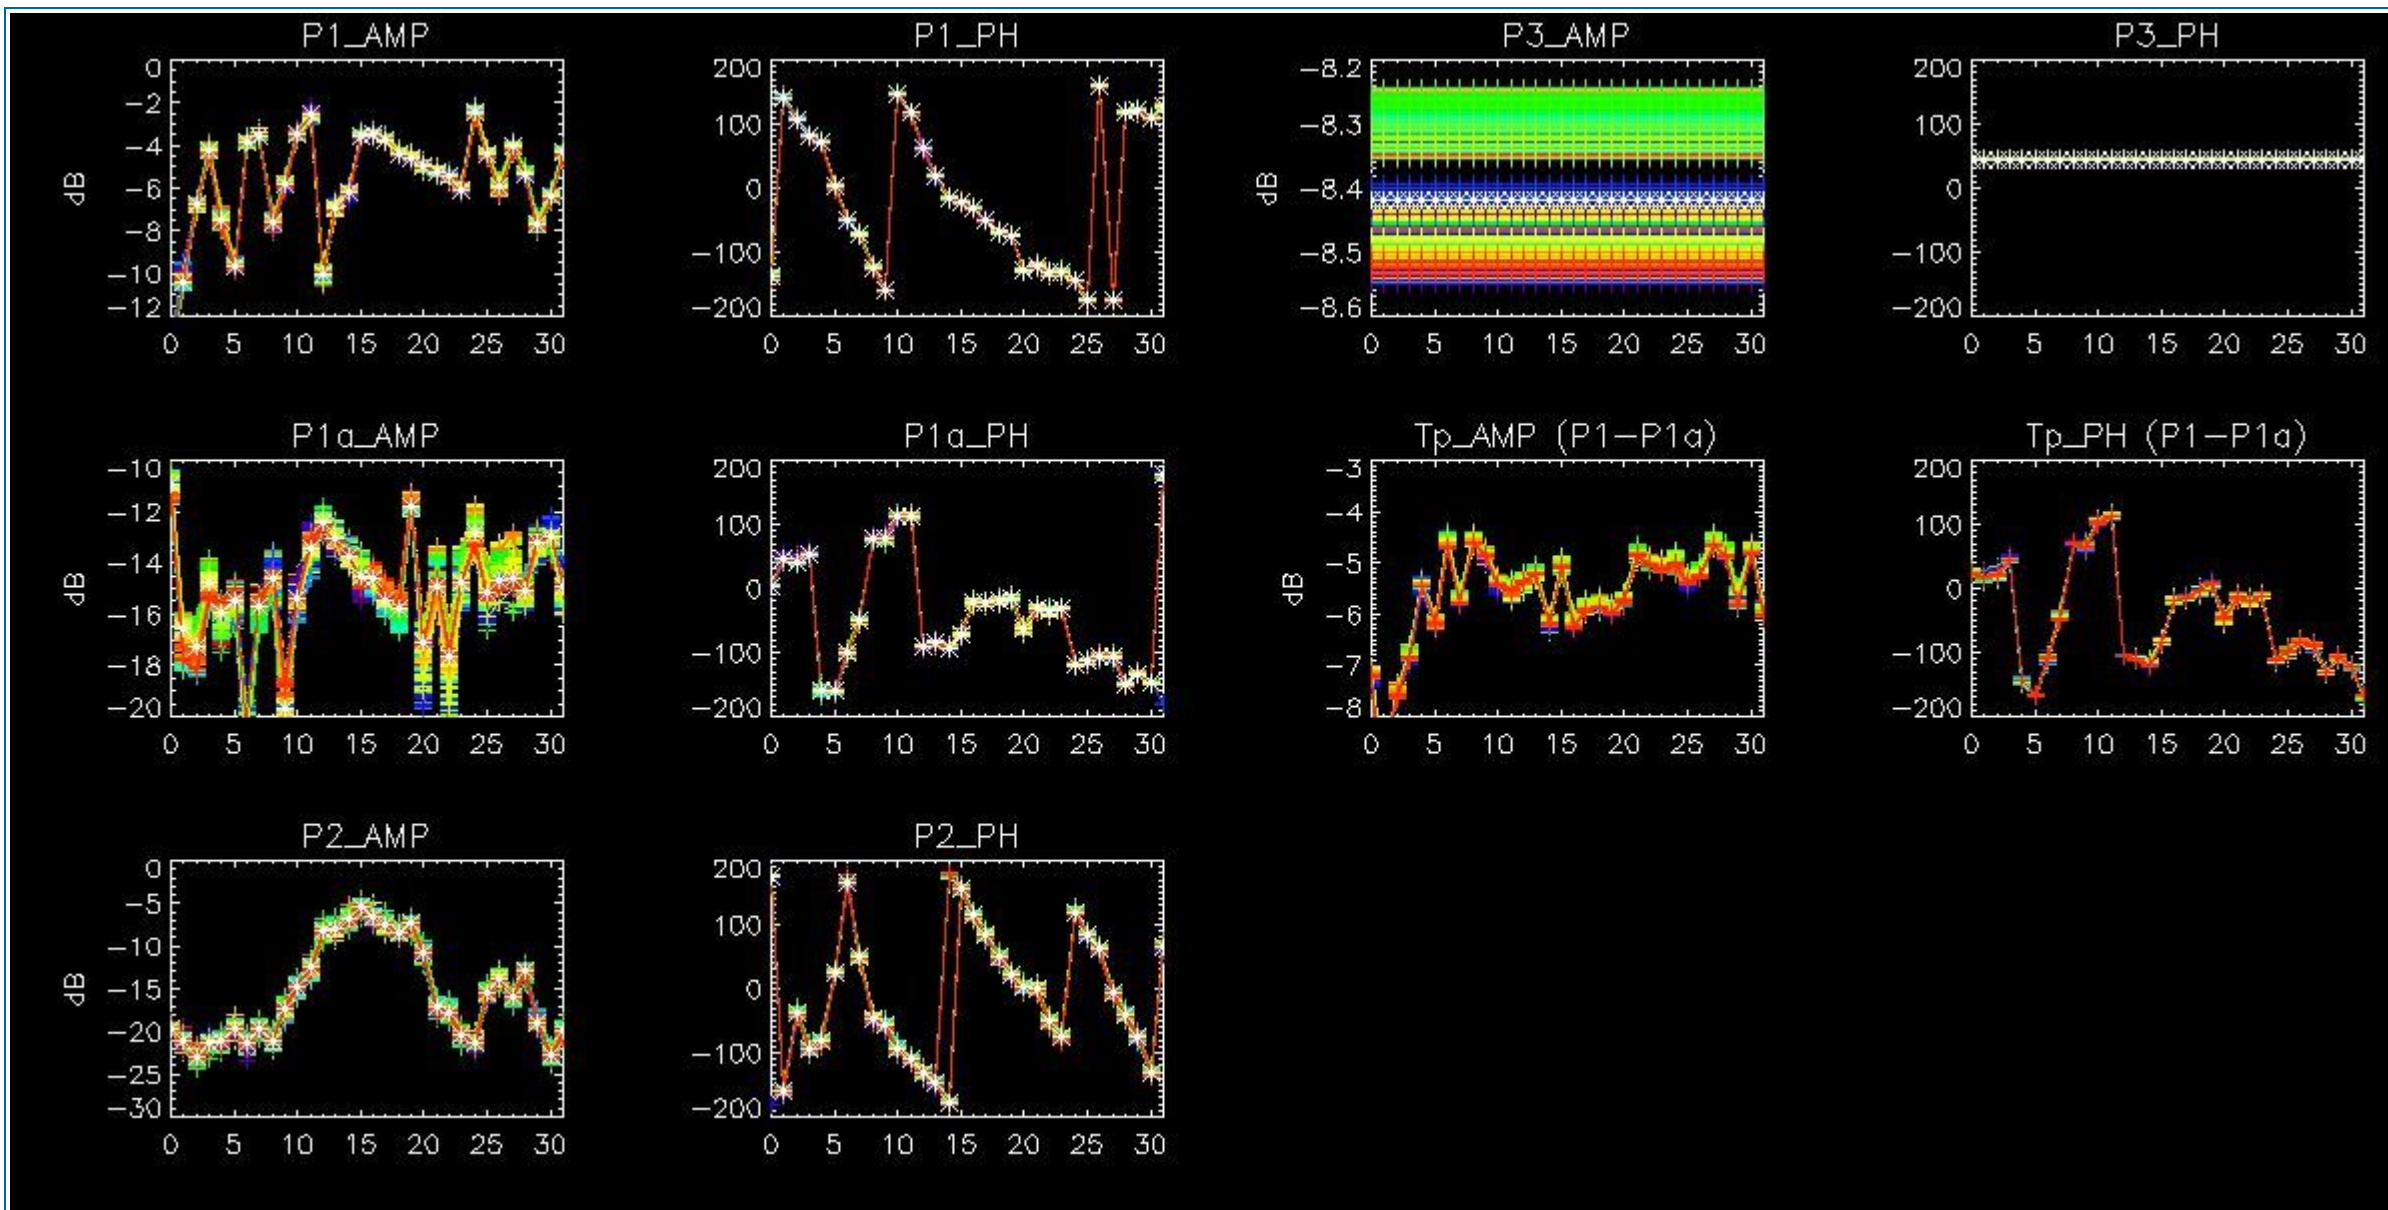 P1_AMP
0
−2
−4
−6
−8
−10
−12
dB
0 5 10 15 20 25 30
P1_PH
200
100
0
−100
−200
0 5 10 15 20 25 30
P3_AMP
−8.2
−8.3
−8.4
−8.5
−8.6
dB
0 5 10 15 20 25 30
P3_PH
200
100
0
−100
−200
0 5 10 15 20 25 30
P1a_AMP
−10
−12
−14
−16
−18
−20
dB
0 5 10 15 20 25 30
P1a_PH
200
100
0
−100
−200
0 5 10 15 20 25 30
Tp_AMP (P1−P1a)
−3
−4
−5
−6
−7
−8
dB
0 5 10 15 20 25 30
Tp_PH (P1−P1a)
200
100
0
−100
−200
0 5 10 15 20 25 30
P2_AMP
0
−5
−10
−15
−20
−25
−30
dB
0 5 10 15 20 25 30
P2_PH
200
100
0
−100
−200
0 5 10 15 20 25 30